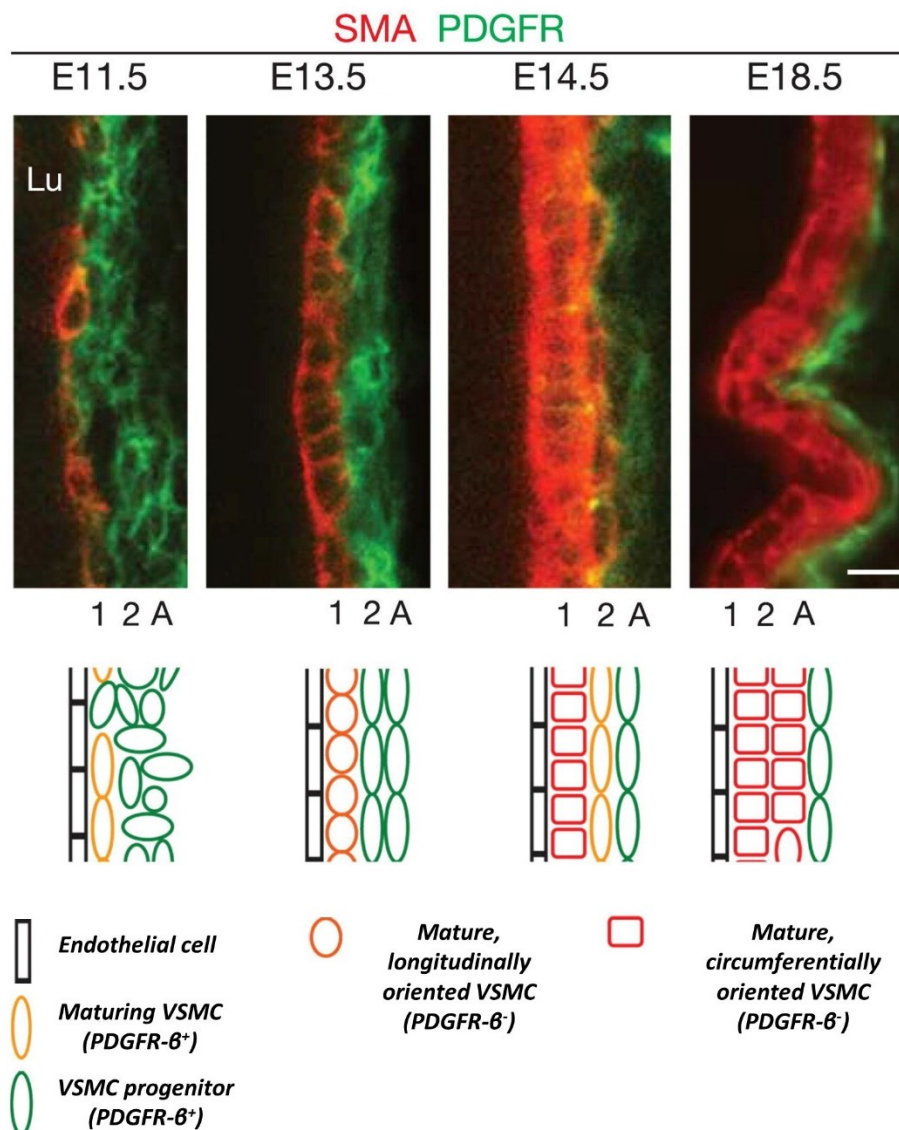 SMA PDGFR
E11.5 E13.5 E14.5 E18.5
Lu
1 2 A 1 2 A 1 2 A 1 2 A
Endothelial cell
Maturing VSMC
(PDGFR-β⁺)
VSMC progenitor
(PDGFR-β⁺)
Mature,
longitudinally
oriented VSMC
(PDGFR-β⁻)
Mature,
circumferentially
oriented VSMC
(PDGFR-β⁻)